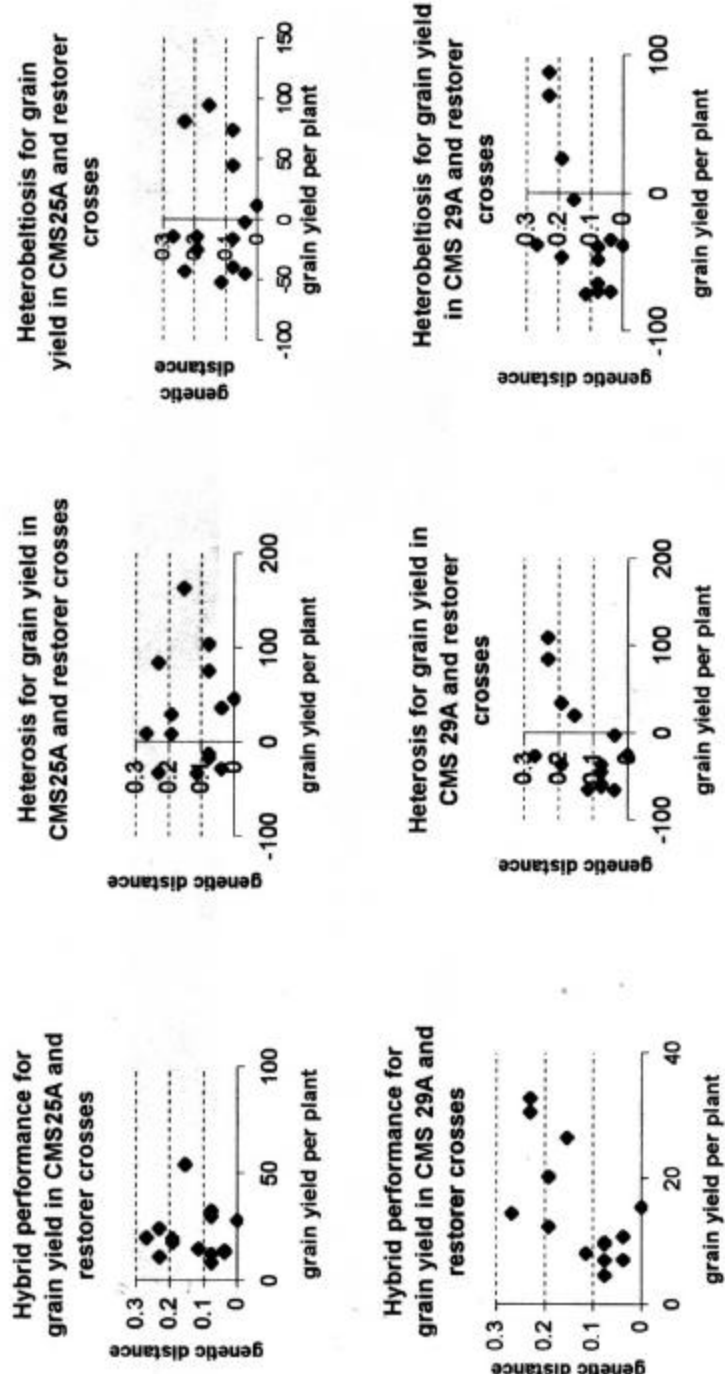 Hybrid performance for
grain yield in CMS25A and
restorer crosses
genetic distance
0.3
0.2
0.1
0
0 50 100
grain yield per plant
Heterosis for grain yield in
CMS25A and restorer crosses
genetic distance
0.3
0.2
0.1
0
-100 0 100 200
grain yield per plant
Heterobeltiosis for grain
yield in CMS25A and restorer
crosses
genetic
distance
0.3
0.2
0.1
0
-100 -50 0 50 100 150
grain yield per plant
Hybrid performance for
grain yield in CMS 29A and
restorer crosses
genetic distance
0.3
0.2
0.1
0
0 20 40
grain yield per plant
Heterosis for grain yield in
CMS 29A and restorer
crosses
genetic distance
0.3
0.2
0.1
0
-100 0 100 200
grain yield per plant
Heterobeltiosis for grain yield
in CMS 29A and restorer
crosses
genetic distance
0.3
0.2
0.1
0
-100 0 100
grain yield per plant